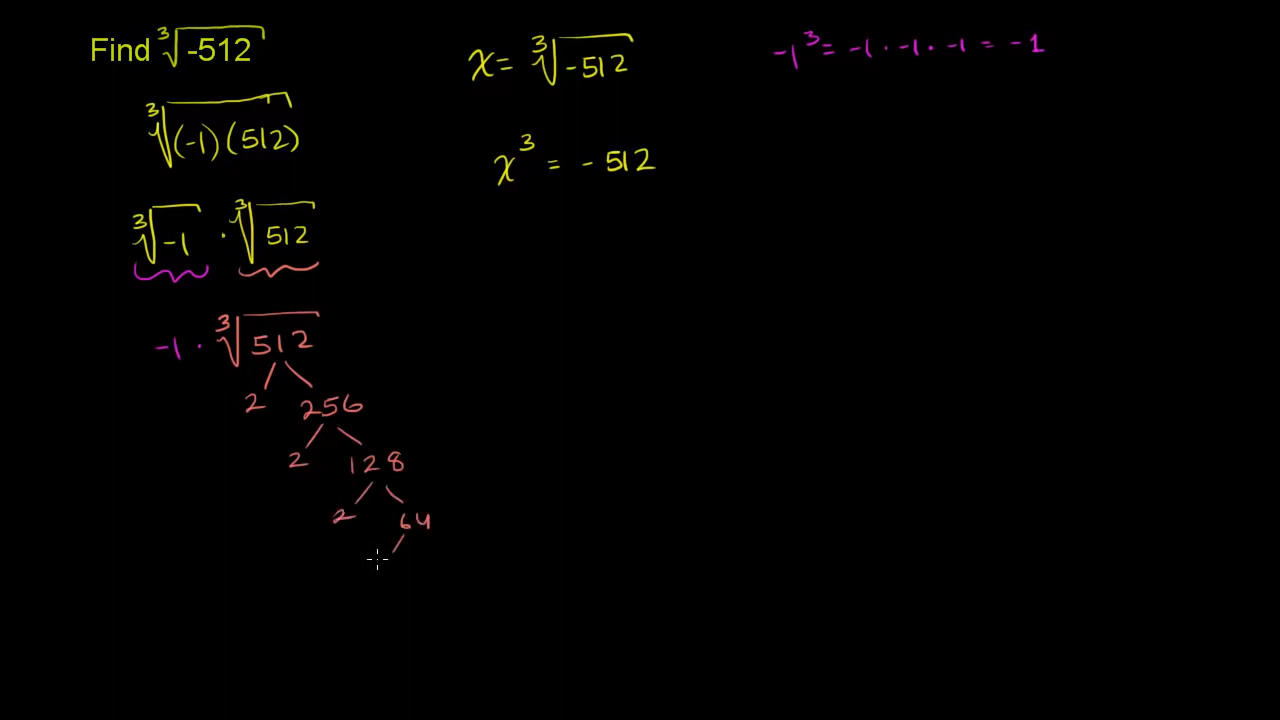 Find ∛-512
x = ∛-512
-1³ = -1 · -1 · -1 = -1
∛(-1)(512)
x³ = -512
∛-1 · ∛512
-1 · ∛512
2 256
2 128
2 64